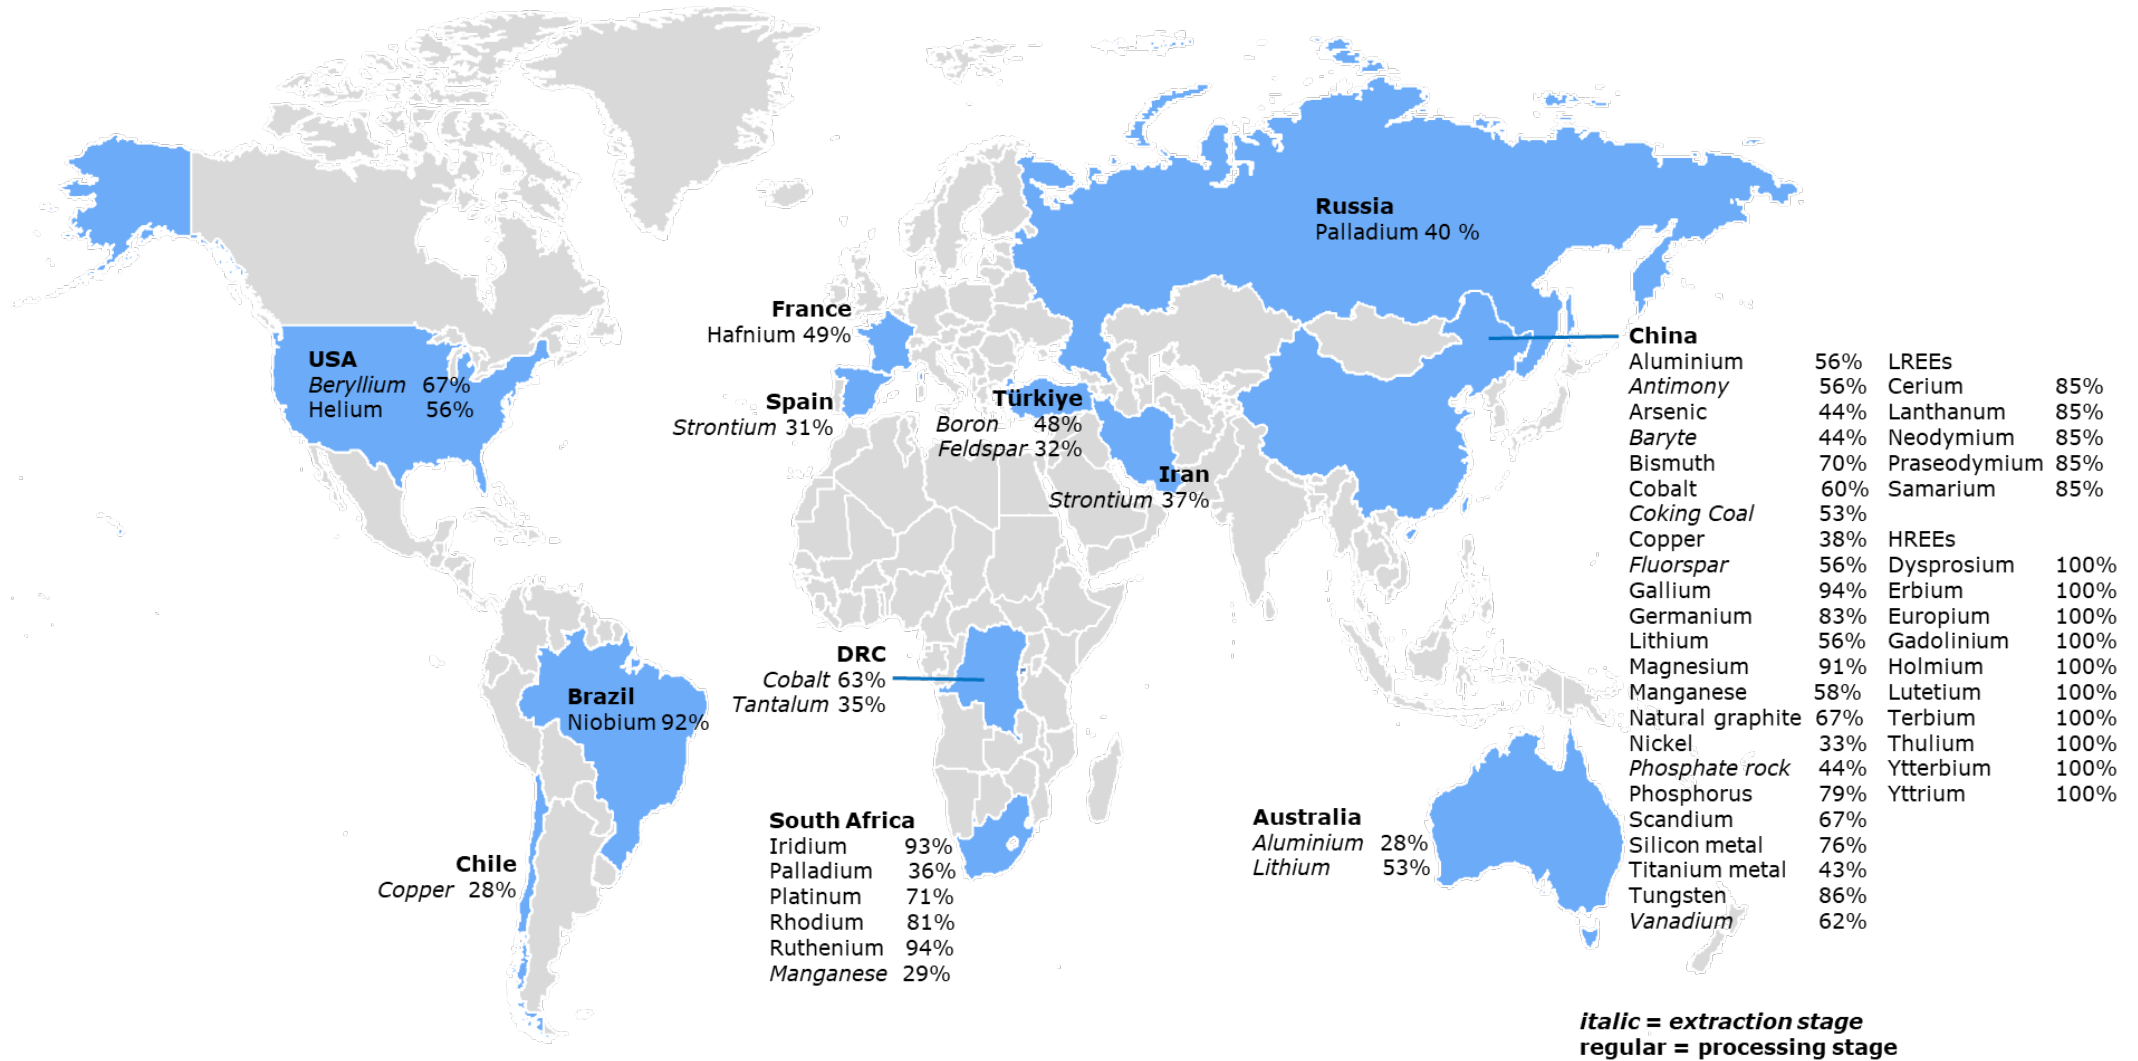 Russia
Palladium 40 %
France
Hafnium 49%
USA
Beryllium 67%
Helium 56%
Spain
Strontium 31%
Türkiye
Boron 48%
Feldspar 32%
Iran
Strontium 37%
DRC
Cobalt 63%
Tantalum 35%
Brazil
Niobium 92%
Chile
Copper 28%
South Africa
Iridium 93%
Palladium 36%
Platinum 71%
Rhodium 81%
Ruthenium 94%
Manganese 29%
Australia
Aluminium 28%
Lithium 53%
China
Aluminium 56% LREEs
Antimony 56% Cerium 85%
Arsenic 44% Lanthanum 85%
Baryte 44% Neodymium 85%
Bismuth 70% Praseodymium 85%
Cobalt 60% Samarium 85%
Coking Coal 53%
Copper 38% HREEs
Fluorspar 56% Dysprosium 100%
Gallium 94% Erbium 100%
Germanium 83% Europium 100%
Lithium 56% Gadolinium 100%
Magnesium 91% Holmium 100%
Manganese 58% Lutetium 100%
Natural graphite 67% Terbium 100%
Nickel 33% Thulium 100%
Phosphate rock 44% Ytterbium 100%
Phosphorus 79% Yttrium 100%
Scandium 67%
Silicon metal 76%
Titanium metal 43%
Tungsten 86%
Vanadium 62%
italic = extraction stage
regular = processing stage